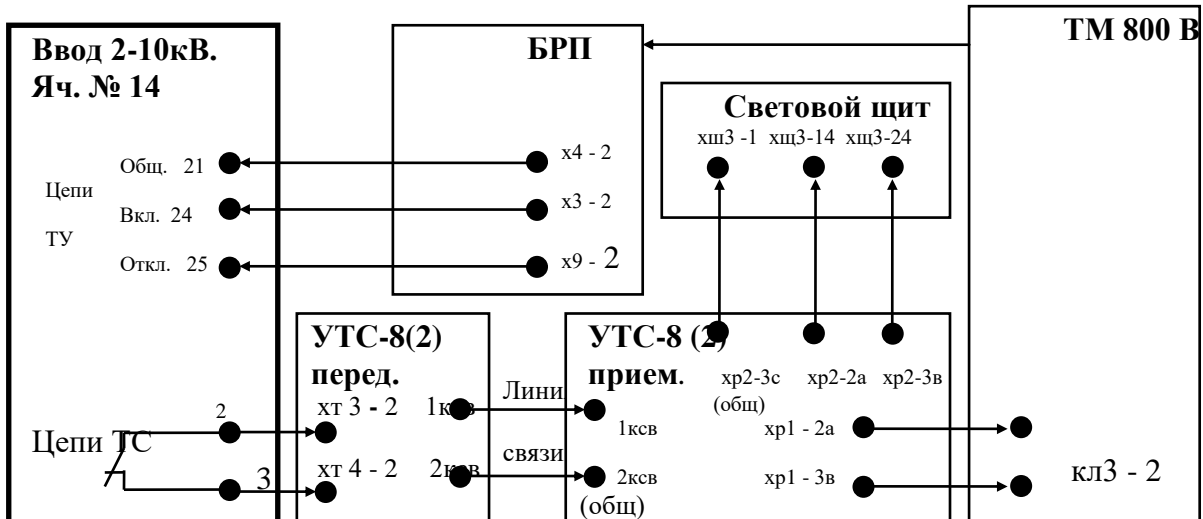 Ввод 2-10кВ.
Яч. № 14
Общ. 21
Цепи
Вкл. 24
ТУ
Откл. 25
2
Цепи ТС
3
БРП
х4 - 2
х3 - 2
х9 - 2
ТМ 800 В
Световой щит
хш3 -1 хщ3-14 хщ3-24
УТС-8(2)
перед.
хт 3 - 2 1ксв
хт 4 - 2 2ксв
Лини
связи
УТС-8 (2)
прием.
хр2-3с хр2-2а хр2-3в
(общ)
1ксв
хр1 - 2а
2ксв
(общ)
хр1 - 3в
кл3 - 2